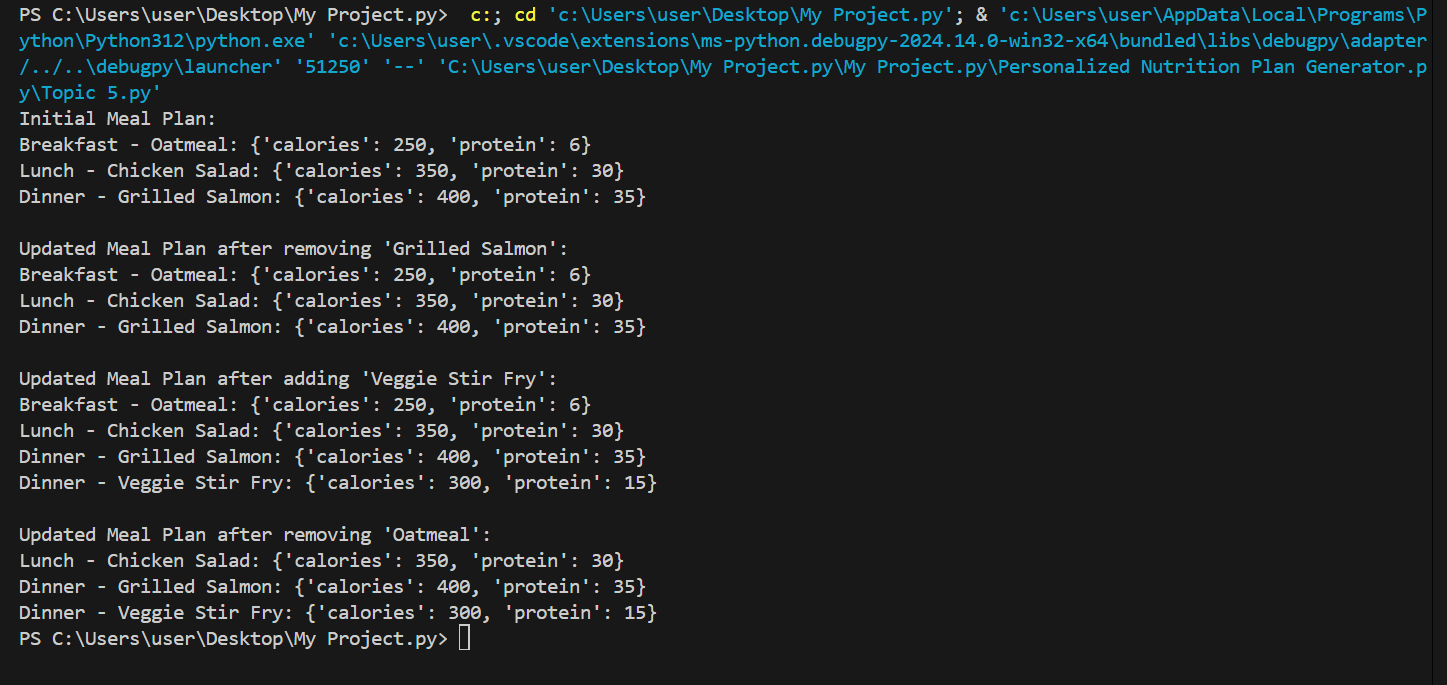 PS C:\Users\user\Desktop\My Project.py>  c:; cd 'c:\Users\user\Desktop\My Project.py'; & 'c:\Users\user\AppData\Local\Programs\P
ython\Python312\python.exe' 'c:\Users\user\.vscode\extensions\ms-python.debugpy-2024.14.0-win32-x64\bundled\libs\debugpy\adapter
/../..\debugpy\launcher' '51250' '--' 'C:\Users\user\Desktop\My Project.py\My Project.py\Personalized Nutrition Plan Generator.p
y\Topic 5.py'
Initial Meal Plan:
Breakfast - Oatmeal: {'calories': 250, 'protein': 6}
Lunch - Chicken Salad: {'calories': 350, 'protein': 30}
Dinner - Grilled Salmon: {'calories': 400, 'protein': 35}

Updated Meal Plan after removing 'Grilled Salmon':
Breakfast - Oatmeal: {'calories': 250, 'protein': 6}
Lunch - Chicken Salad: {'calories': 350, 'protein': 30}
Dinner - Grilled Salmon: {'calories': 400, 'protein': 35}

Updated Meal Plan after adding 'Veggie Stir Fry':
Breakfast - Oatmeal: {'calories': 250, 'protein': 6}
Lunch - Chicken Salad: {'calories': 350, 'protein': 30}
Dinner - Grilled Salmon: {'calories': 400, 'protein': 35}
Dinner - Veggie Stir Fry: {'calories': 300, 'protein': 15}

Updated Meal Plan after removing 'Oatmeal':
Lunch - Chicken Salad: {'calories': 350, 'protein': 30}
Dinner - Grilled Salmon: {'calories': 400, 'protein': 35}
Dinner - Veggie Stir Fry: {'calories': 300, 'protein': 15}
PS C:\Users\user\Desktop\My Project.py>